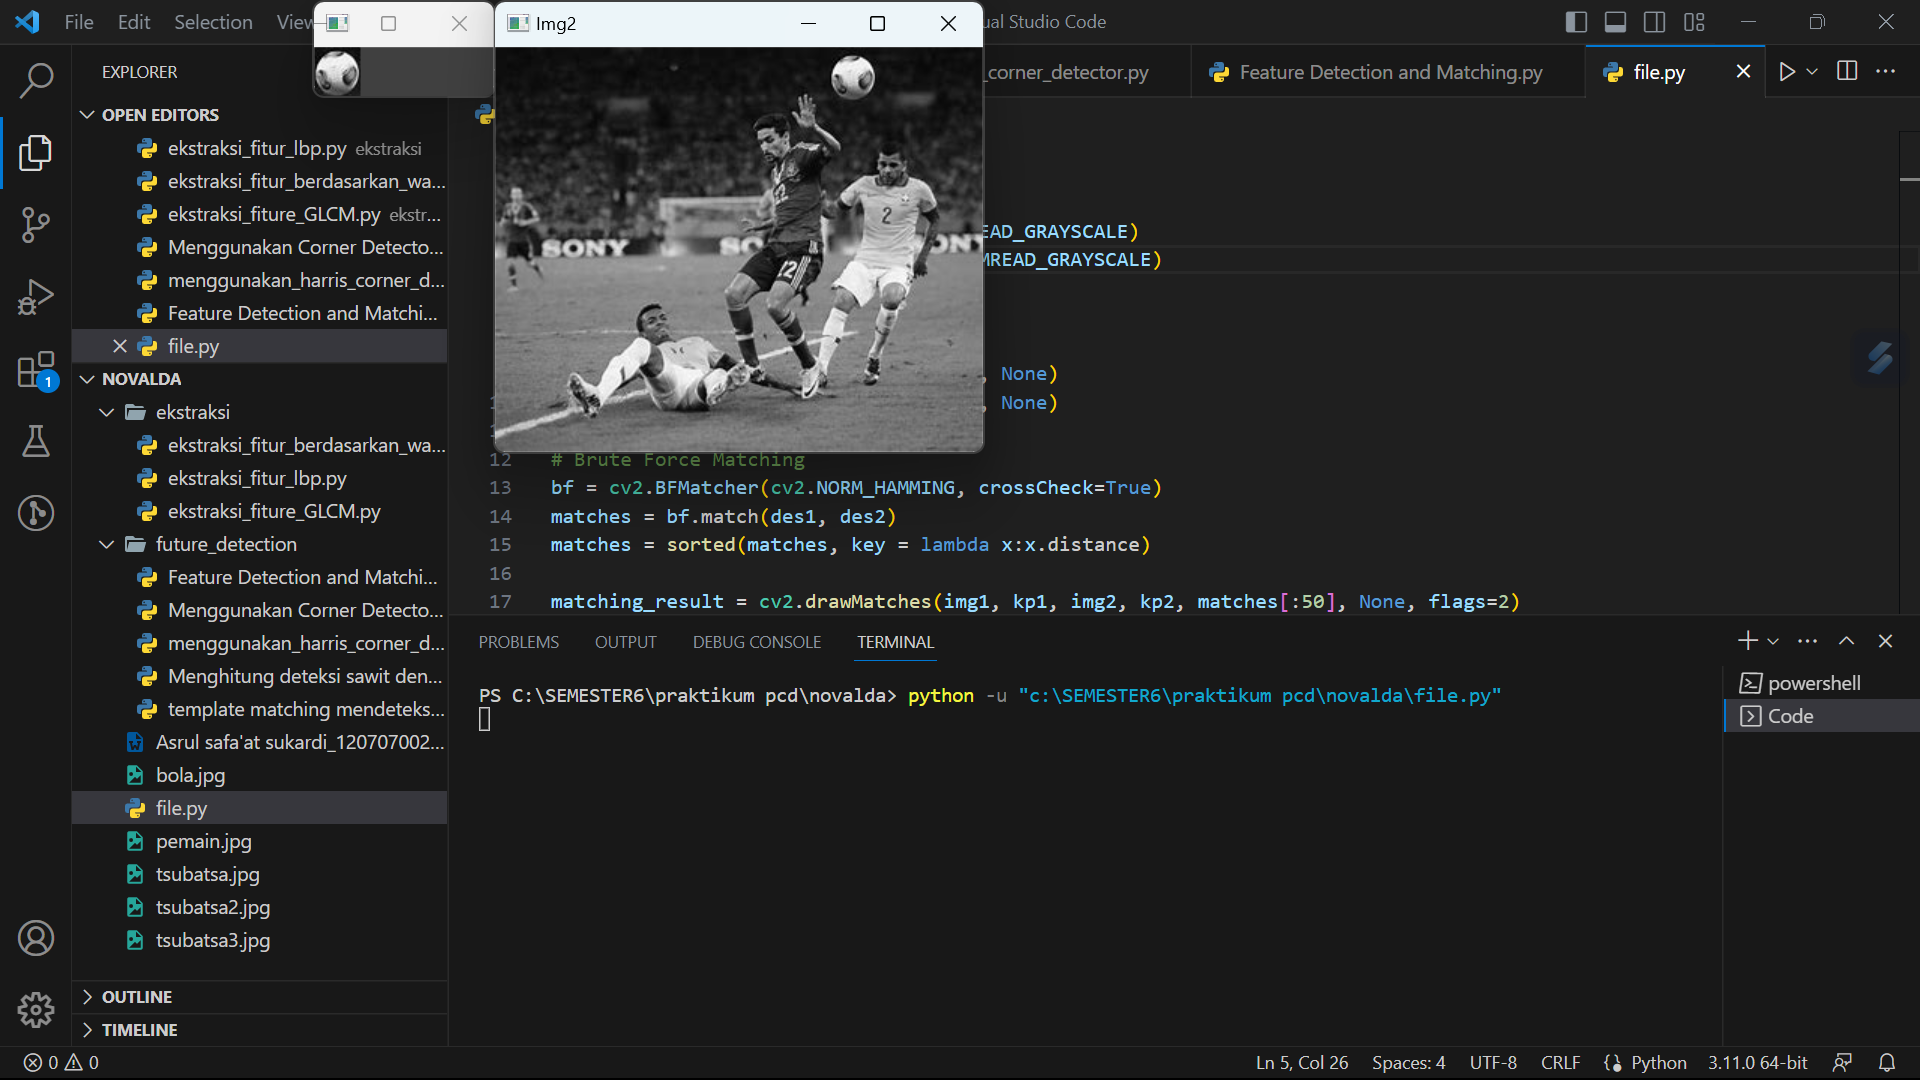 File Edit Selection View
Img2
ual Studio Code
EXPLORER
corner_detector.py
Feature Detection and Matching.py
file.py
OPEN EDITORS
ekstraksi_fitur_lbp.py ekstraksi
ekstraksi_fitur_berdasarkan_wa...
ekstraksi_fiture_GLCM.py ekstr...
Menggunakan Corner Detecto...
menggunakan_harris_corner_d...
Feature Detection and Matchi...
file.py
NOVALDA
ekstraksi
ekstraksi_fitur_berdasarkan_wa...
ekstraksi_fitur_lbp.py
ekstraksi_fiture_GLCM.py
future_detection
Feature Detection and Matchi...
Menggunakan Corner Detecto...
menggunakan_harris_corner_d...
Menghitung deteksi sawit den...
template matching mendeteks...
Asrul safa'at sukardi_120707002...
bola.jpg
file.py
pemain.jpg
tsubatsa.jpg
tsubatsa2.jpg
tsubatsa3.jpg
OUTLINE
TIMELINE
1
SONY
SO
ONY
2
22
EAD_GRAYSCALE)
MREAD_GRAYSCALE)
, None)
, None)
12 # Brute Force Matching
13 bf = cv2.BFMatcher(cv2.NORM_HAMMING, crossCheck=True)
14 matches = bf.match(des1, des2)
15 matches = sorted(matches, key = lambda x:x.distance)
16
17 matching_result = cv2.drawMatches(img1, kp1, img2, kp2, matches[:50], None, flags=2)
PROBLEMS OUTPUT DEBUG CONSOLE TERMINAL
PS C:\SEMESTER6\praktikum pcd\novalda> python -u "c:\SEMESTER6\praktikum pcd\novalda\file.py"
powershell
Code
0 0
Ln 5, Col 26 Spaces: 4 UTF-8 CRLF Python 3.11.0 64-bit